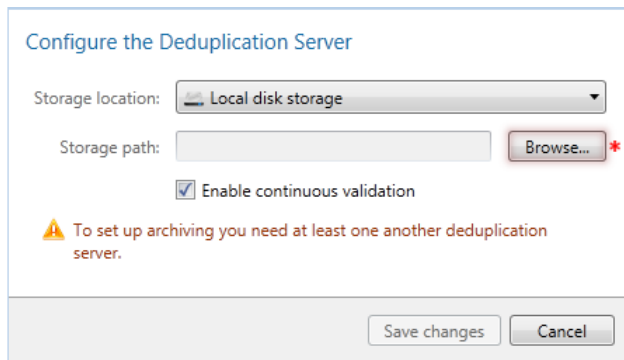 Configure the Deduplication Server
Storage location: Local disk storage
Storage path: Browse... *
Enable continuous validation
To set up archiving you need at least one another deduplication
server.
Save changes Cancel